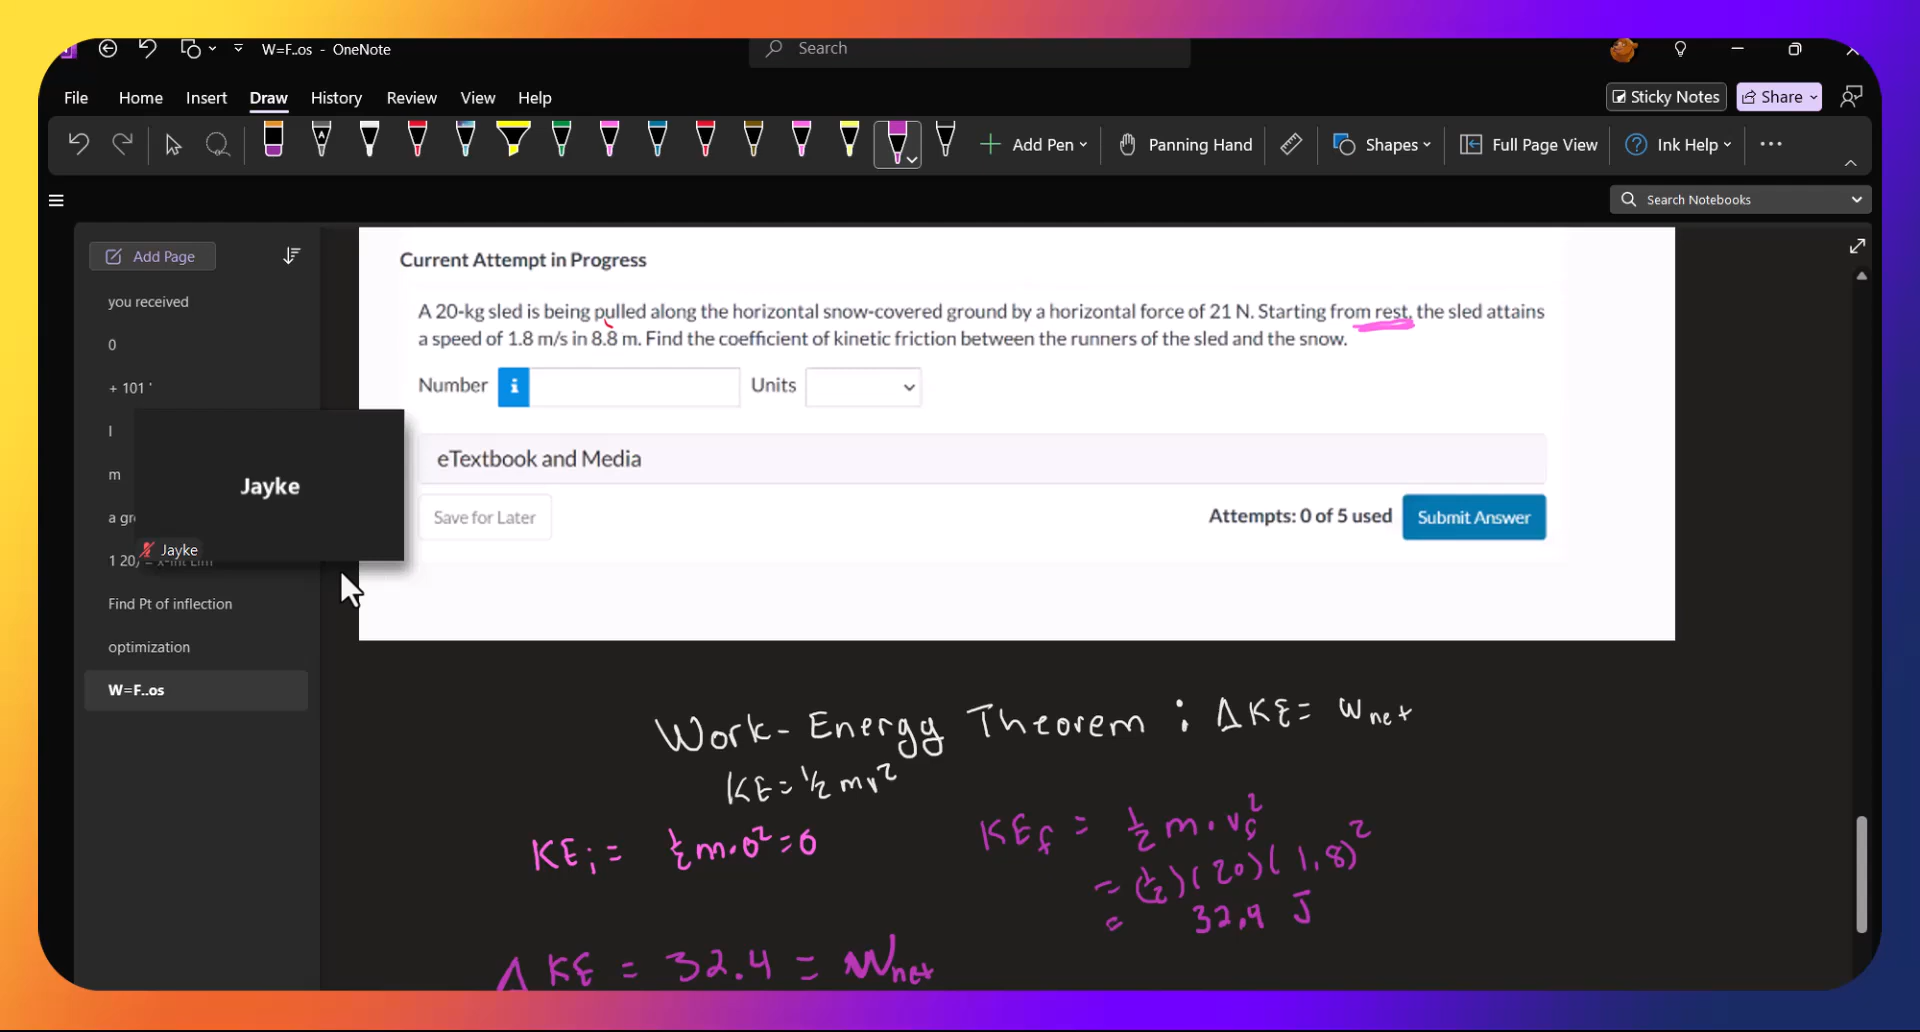 W=F..os - OneNote
Search
File Home Insert Draw History Review View Help
Sticky Notes Share
Add Pen Panning Hand Shapes Full Page View Ink Help
Search Notebooks
Add Page
you received
0
+ 101 '
I
m
a gr
1 20) = x-int Lim
Find Pt of inflection
optimization
W=F..os
Jayke
Jayke
Current Attempt in Progress
A 20-kg sled is being pulled along the horizontal snow-covered ground by a horizontal force of 21 N. Starting from rest, the sled attains
a speed of 1.8 m/s in 8.8 m. Find the coefficient of kinetic friction between the runners of the sled and the snow.
Number i Units
eTextbook and Media
Save for Later Attempts: 0 of 5 used Submit Answer
Work-Energy Theorem : ΔKE = Wnet
KE = 1/2 mv²
KEi = 1/2 m·0² = 0
KEf = 1/2 m·vf²
= (1/2)(20)(1.8)²
= 32.4 J
ΔKE = 32.4 = Wnet